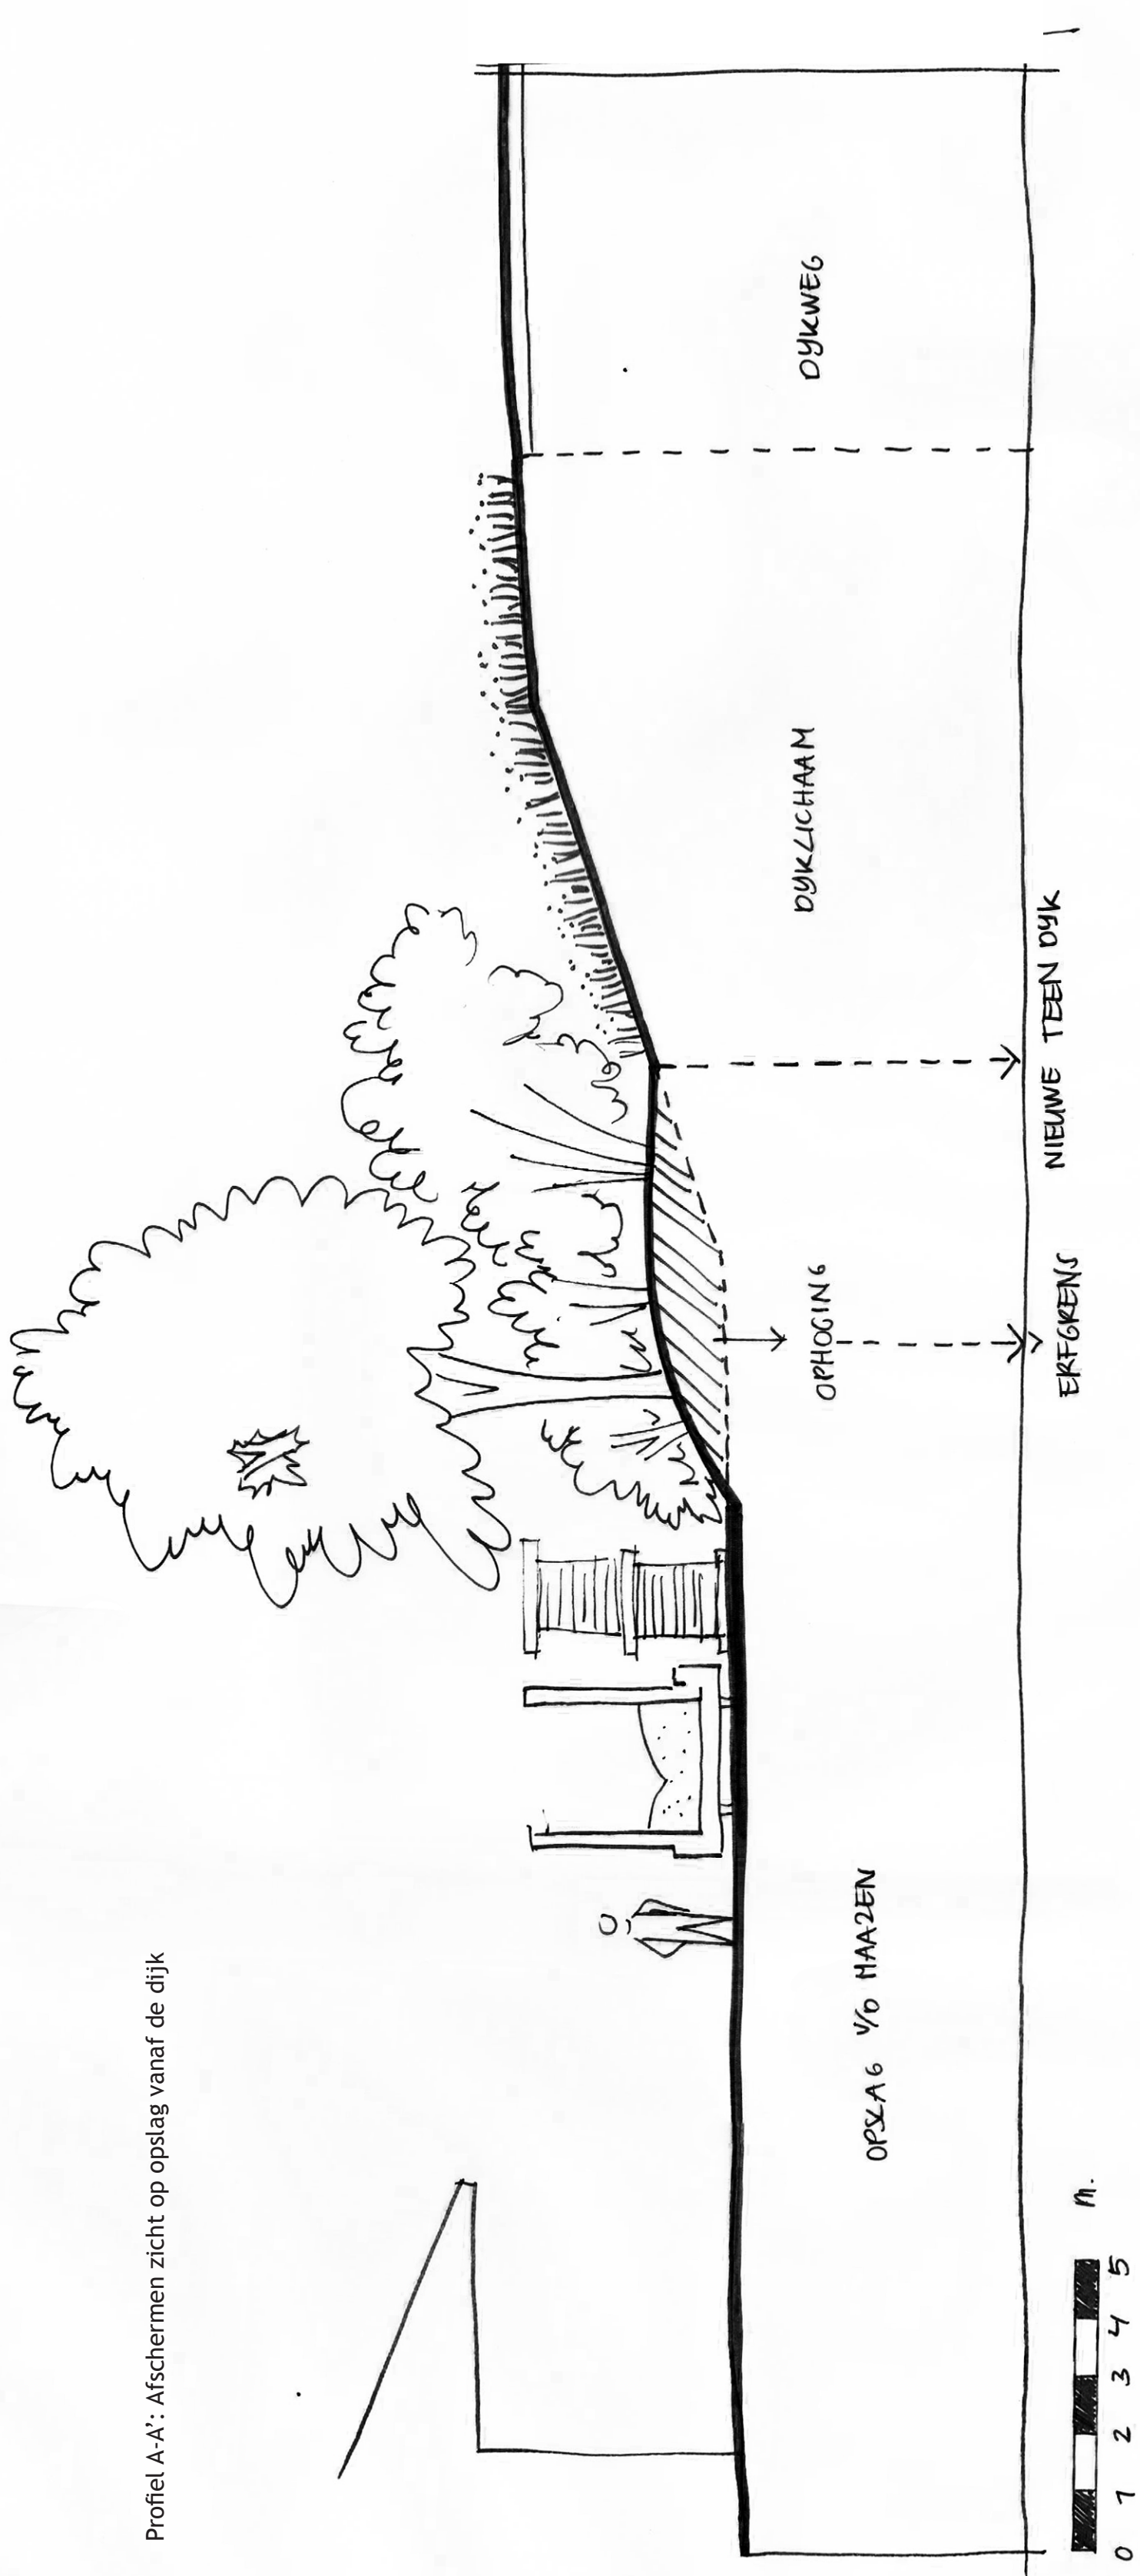 Profiel A-A': Afschermen zicht op opslag vanaf de dijk
OPSLAG V/D HAAZEN
OPHOGING
DYKLICHAAM
DYKWEG
ERFGRENS
NIEUWE TEEN DYK
0 1 2 3 4 5 m.